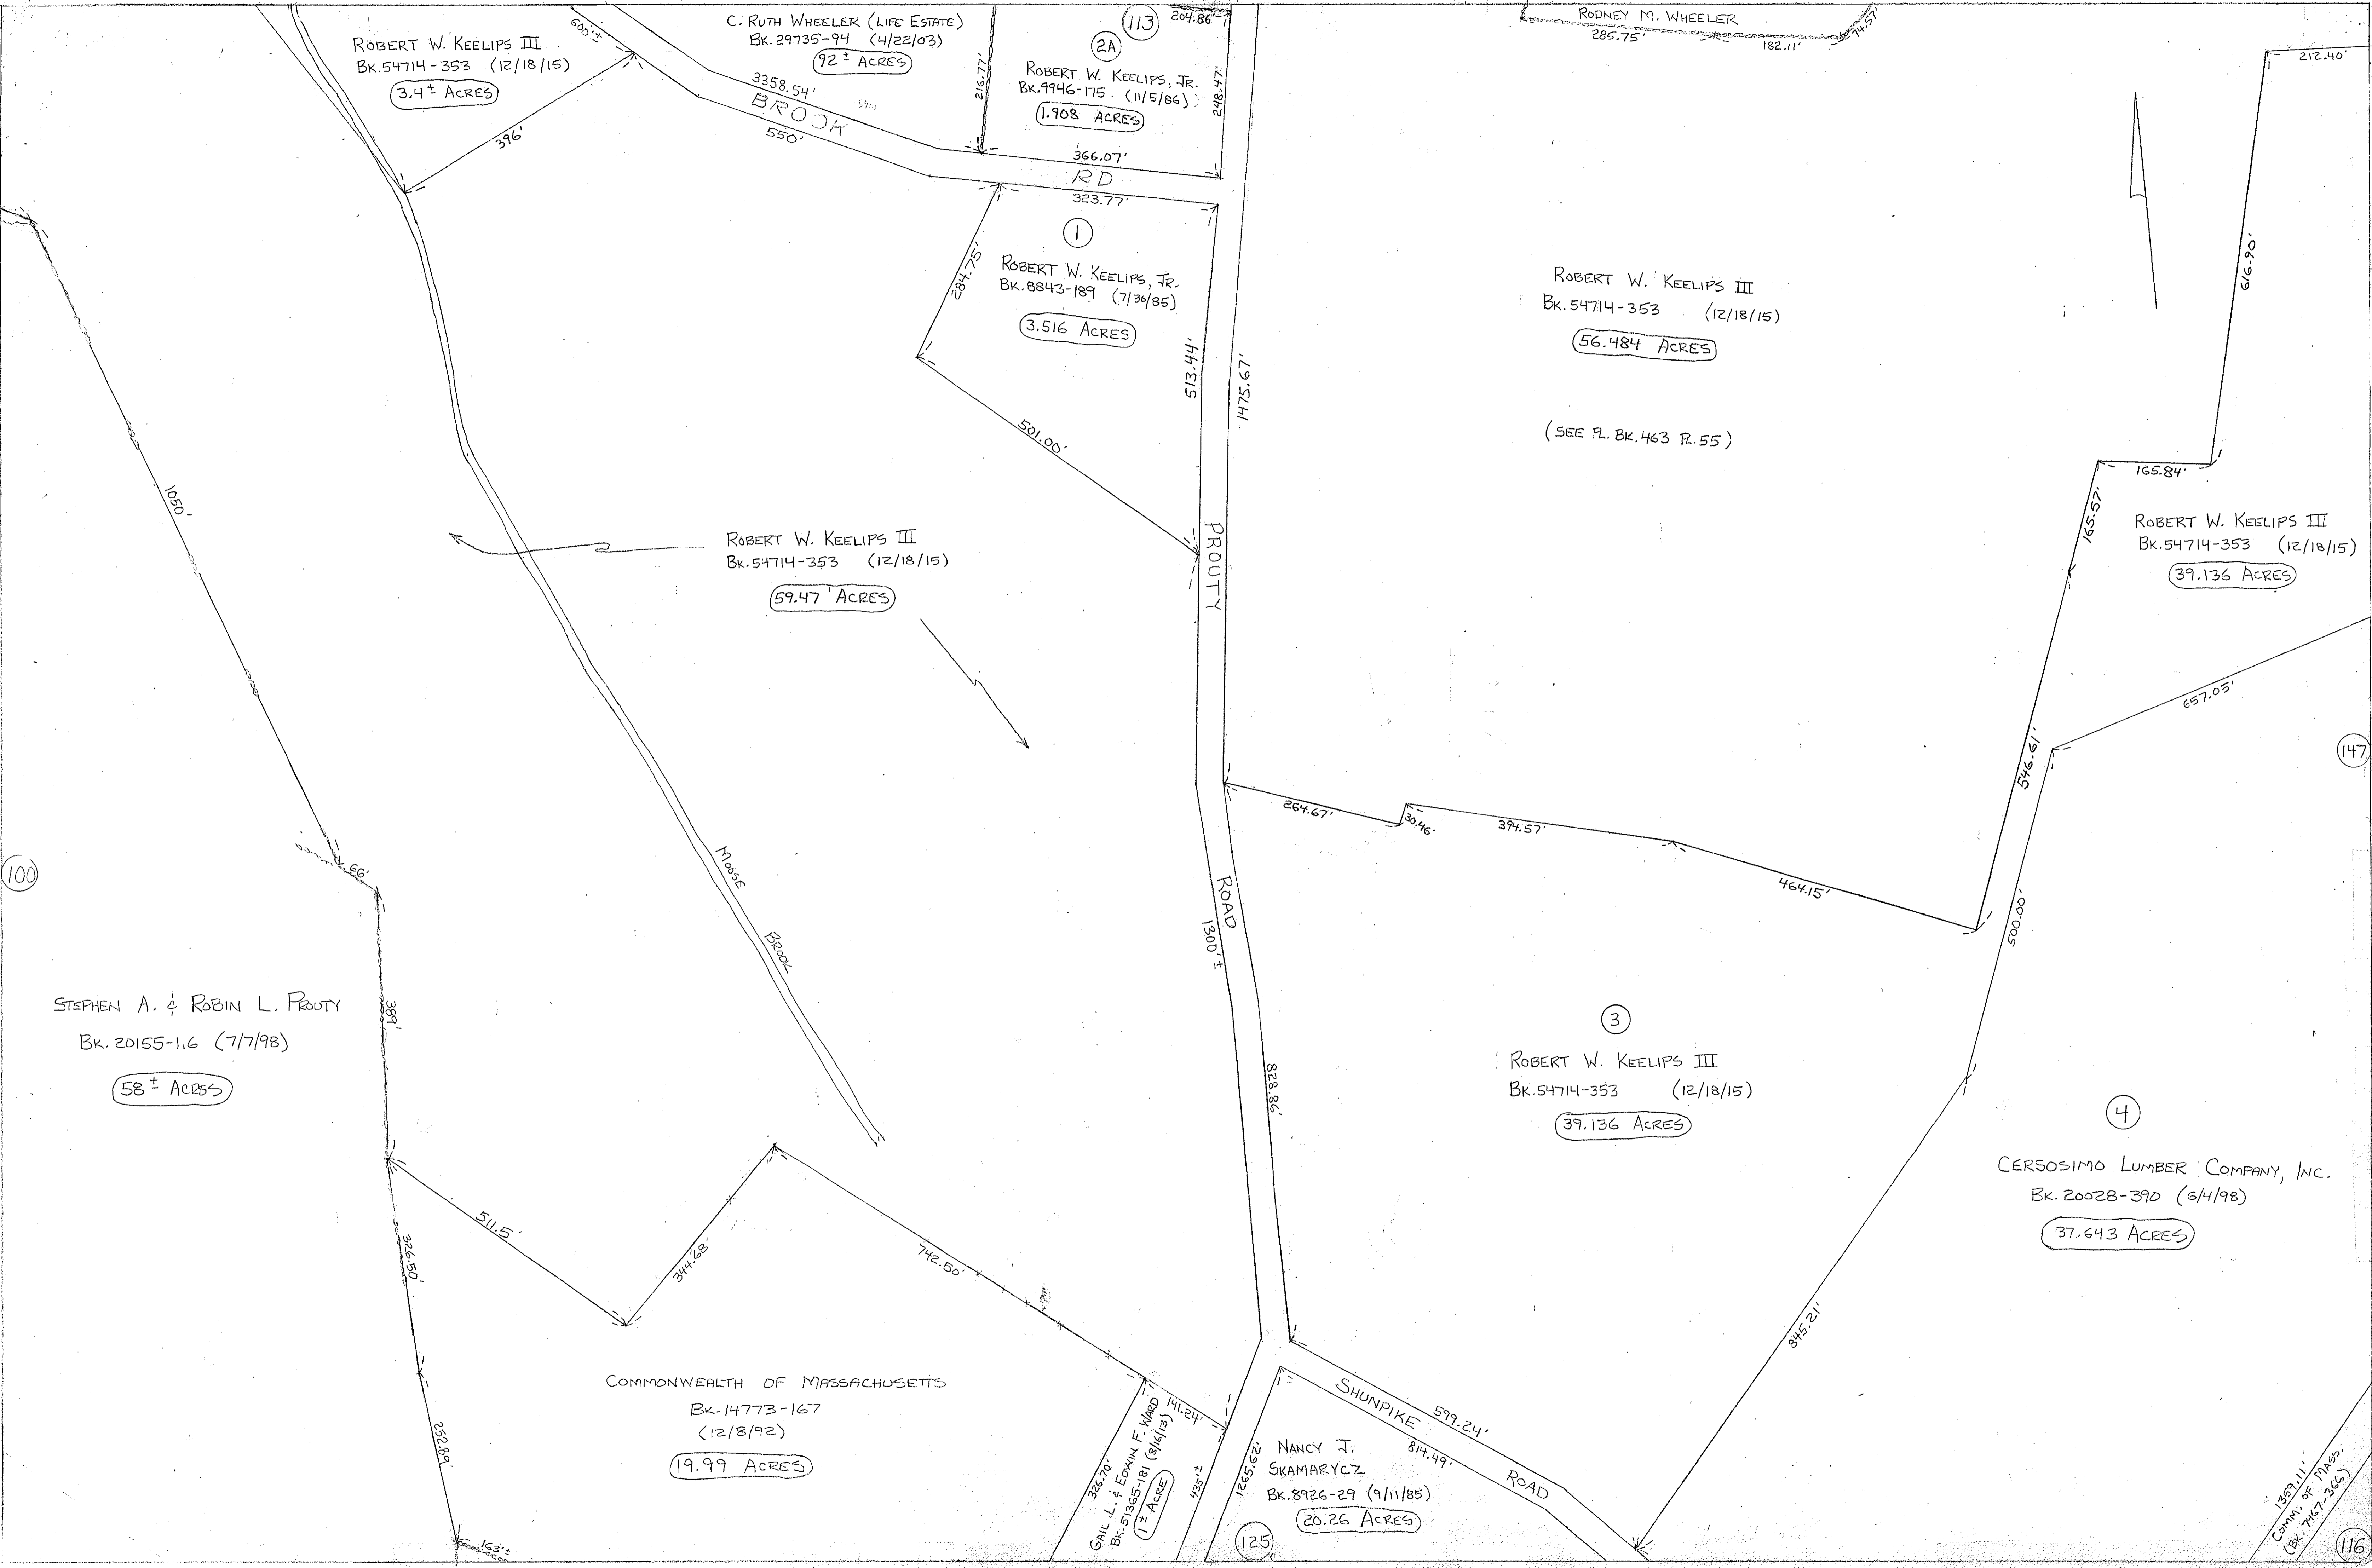 ROBERT W. KEELIPS III
BK.54714-353 (12/18/15)
3.4± ACRES
396'
600'±
C. RUTH WHEELER (LIFE ESTATE)
BK.29735-94 (4/22/03)
92± ACRES
3358.54'
BROOK
550'
216.77'
113
204.86'
2A
ROBERT W. KEELIPS, JR.
BK.9946-175 (11/5/86)
1.908 ACRES
248.47'
366.07'
RD
323.77'
RODNEY M. WHEELER
285.75'
182.11'
74.57'
212.40'
616.90'
1
ROBERT W. KEELIPS, JR.
BK.8843-189 (7/30/85)
3.516 ACRES
284.75'
513.44'
501.00'
1475.67'
ROBERT W. KEELIPS III
BK.54714-353 (12/18/15)
56.484 ACRES
(SEE PL. BK. 463 PL. 55)
165.84'
165.57'
ROBERT W. KEELIPS III
BK.54714-353 (12/18/15)
39.136 ACRES
1050-
ROBERT W. KEELIPS III
BK.54714-353 (12/18/15)
59.47 ACRES
PROUTY
657.05'
546.61'
147
264.67'
30.46'
394.57'
464.15'
500.00'
100
66'
MOOSE
BROOK
ROAD
1300'±
STEPHEN A. & ROBIN L. PROUTY
BK. 20155-116 (7/7/98)
58± ACRES
389'
828.86'
3
ROBERT W. KEELIPS III
BK.54714-353 (12/18/15)
39.136 ACRES
4
CERSOSIMO LUMBER COMPANY, INC.
BK. 20028-390 (6/4/98)
37.643 ACRES
511.5'
344.68'
742.50'
326.50'
252.89'
163'±
845.21'
COMMONWEALTH OF MASSACHUSETTS
BK. 14773-167
(12/8/92)
19.99 ACRES
141.24'
326.70'
GAIL L. & EDWIN F. WARD
BK.51365-181 (8/16/13)
1± ACRE
435'±
1265.62'
SHUNPIKE
599.24'
814.49'
ROAD
NANCY J.
SKAMARYCZ
BK.8926-29 (9/11/85)
20.26 ACRES
125
1359.11'
COMM. OF MASS.
(BK. 7467-366)
116